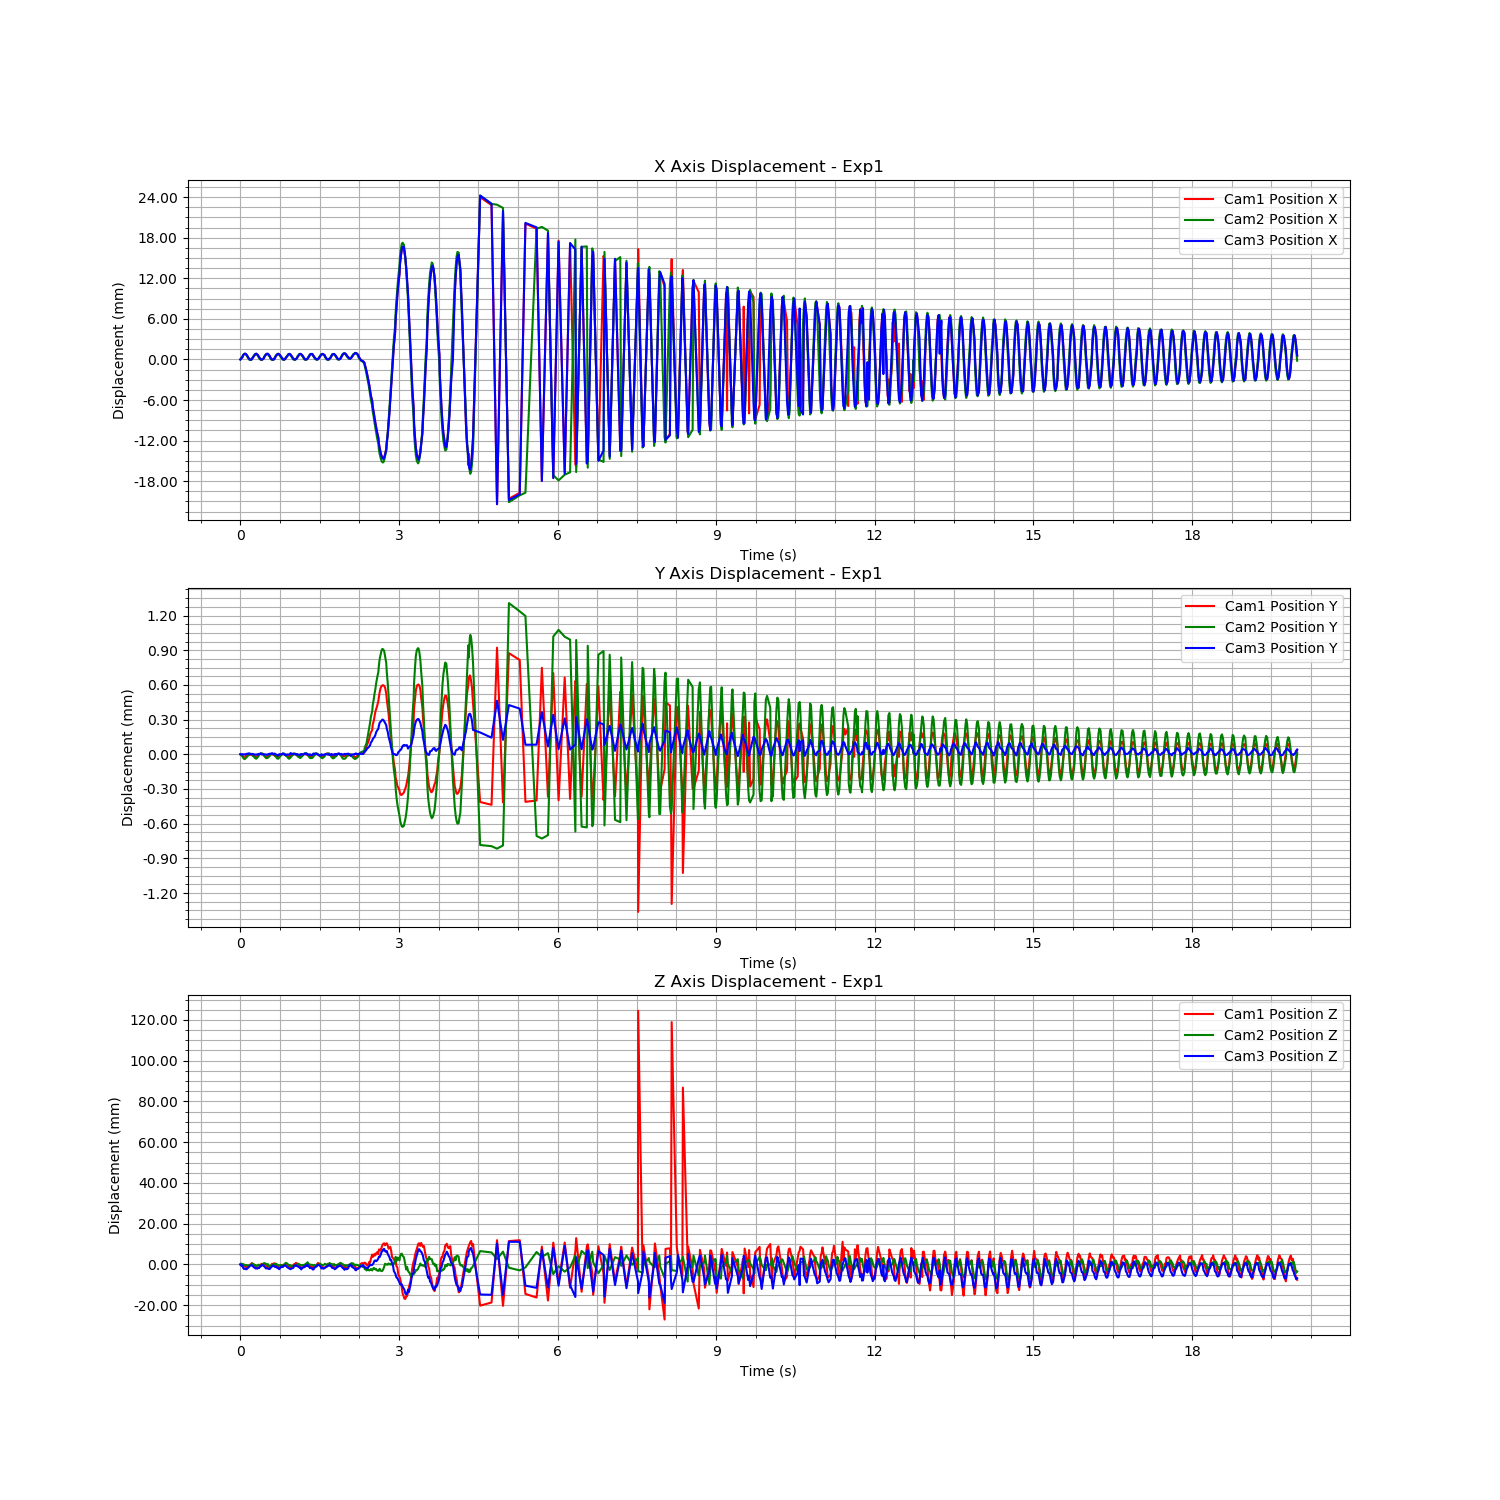 X Axis Displacement - Exp1
Displacement (mm)
24.00
18.00
12.00
6.00
0.00
-6.00
-12.00
-18.00
Cam1 Position X
Cam2 Position X
Cam3 Position X
0 3 6 9 12 15 18
Time (s)
Y Axis Displacement - Exp1
Displacement (mm)
1.20
0.90
0.60
0.30
0.00
-0.30
-0.60
-0.90
-1.20
Cam1 Position Y
Cam2 Position Y
Cam3 Position Y
0 3 6 9 12 15 18
Time (s)
Z Axis Displacement - Exp1
Displacement (mm)
120.00
100.00
80.00
60.00
40.00
20.00
0.00
-20.00
Cam1 Position Z
Cam2 Position Z
Cam3 Position Z
0 3 6 9 12 15 18
Time (s)